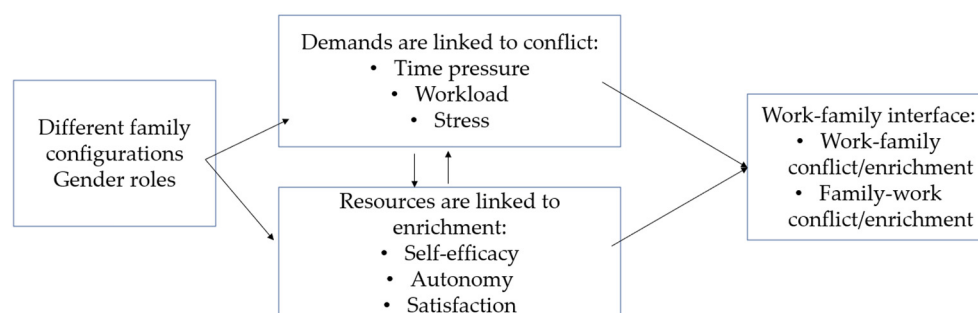 Different family
configurations
Gender roles
Demands are linked to conflict:
• Time pressure
• Workload
• Stress
Resources are linked to
enrichment:
• Self-efficacy
• Autonomy
• Satisfaction
Work-family interface:
• Work-family
conflict/enrichment
• Family-work
conflict/enrichment